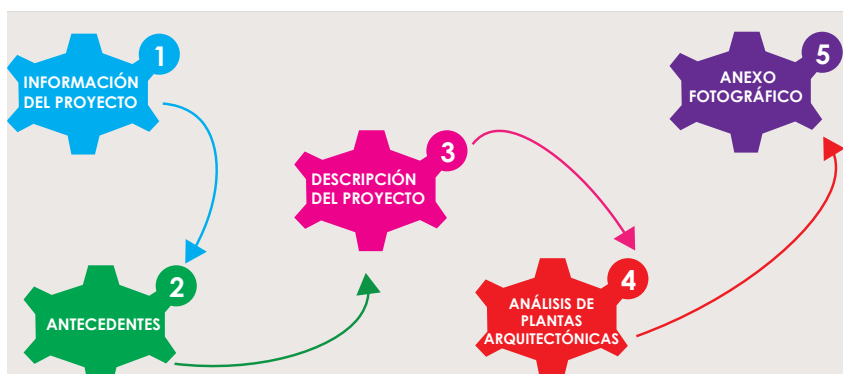 1
INFORMACIÓN
DEL PROYECTO
2
ANTECEDENTES
3
DESCRIPCIÓN
DEL PROYECTO
4
ANÁLISIS DE
PLANTAS
ARQUITECTÓNICAS
5
ANEXO
FOTOGRÁFICO